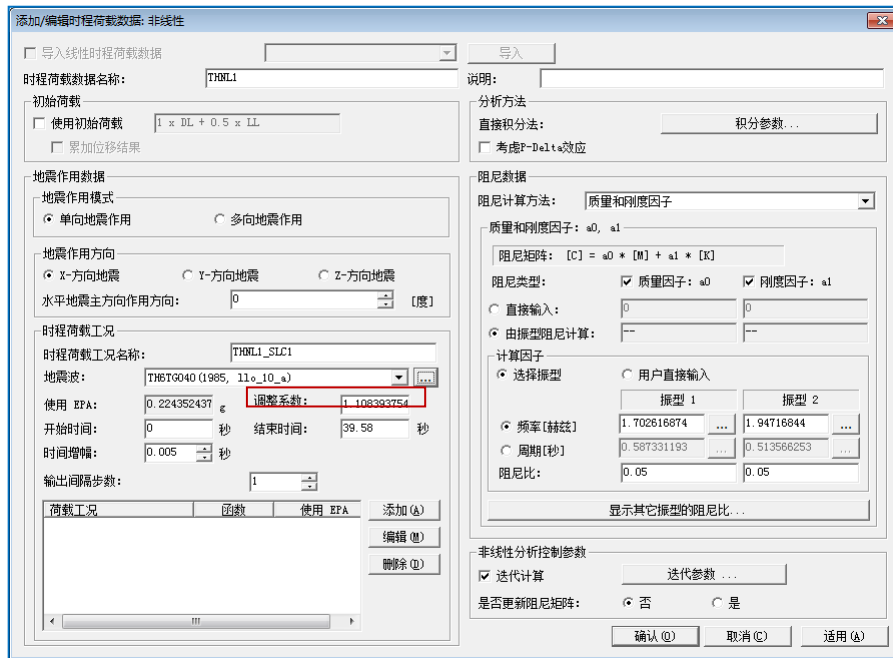 添加/编辑时程荷载数据: 非线性
导入线性时程荷载数据
导入
时程荷载数据名称:
THNL1
说明:
初始荷载
使用初始荷载
1 x DL + 0.5 x LL
累加位移结果
地震作用数据
地震作用模式
单向地震作用
多向地震作用
地震作用方向
X-方向地震
Y-方向地震
Z-方向地震
水平地震主方向作用方向:
0
[度]
时程荷载工况
时程荷载工况名称:
THNL1_SLC1
地震波:
TH6TG040(1985, llo_10_a)
...
使用 EPA:
0.224352437
g
调整系数:
1.108393754
开始时间:
0
秒
结束时间:
39.58
秒
时间增幅:
0.005
秒
输出间隔步数:
1
荷载工况
函数
使用 EPA
添加(A)
编辑(M)
删除(D)
分析方法
直接积分法:
积分参数...
考虑P-Delta效应
阻尼数据
阻尼计算方法:
质量和刚度因子
质量和刚度因子: a0, a1
阻尼矩阵: [C] = a0 * [M] + a1 * [K]
阻尼类型:
质量因子: a0
刚度因子: a1
直接输入:
0
0
由振型阻尼计算:
--
--
计算因子
选择振型
用户直接输入
振型 1
振型 2
频率[赫兹]
1.702616874
...
1.94716844
...
周期[秒]
0.587331193
...
0.513566253
...
阻尼比:
0.05
0.05
显示其它振型的阻尼比...
非线性分析控制参数
迭代计算
迭代参数 ...
是否更新阻尼矩阵:
否
是
确认(O)
取消(C)
适用(A)